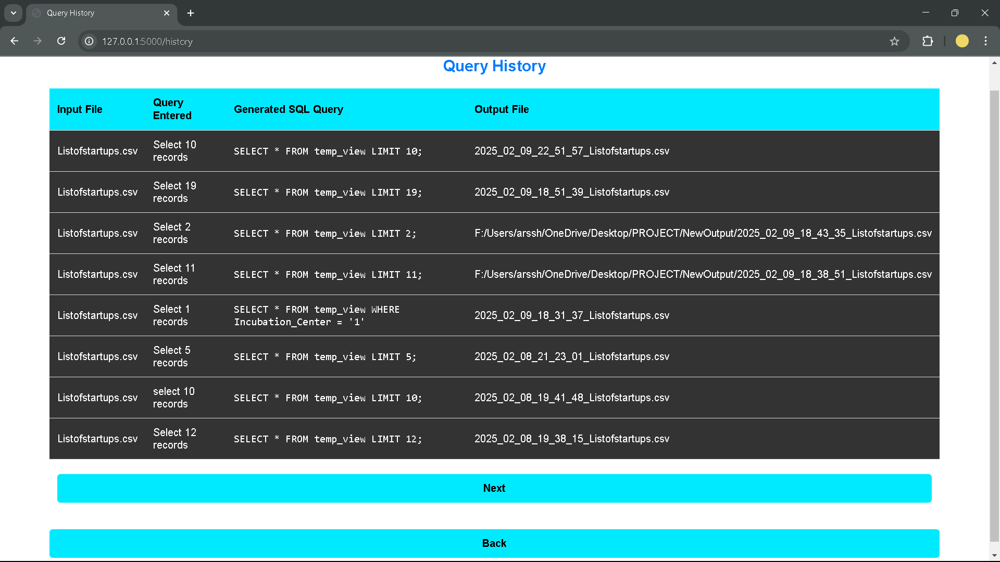 Query History
127.0.0.1:5000/history
Query History
Input File
Query
Entered
Generated SQL Query
Output File
Listofstartups.csv
Select 10
records
SELECT * FROM temp_view LIMIT 10;
2025_02_09_22_51_57_Listofstartups.csv
Listofstartups.csv
Select 19
records
SELECT * FROM temp_view LIMIT 19;
2025_02_09_18_51_39_Listofstartups.csv
Listofstartups.csv
Select 2
records
SELECT * FROM temp_view LIMIT 2;
F:/Users/arssh/OneDrive/Desktop/PROJECT/NewOutput/2025_02_09_18_43_35_Listofstartups.csv
Listofstartups.csv
Select 11
records
SELECT * FROM temp_view LIMIT 11;
F:/Users/arssh/OneDrive/Desktop/PROJECT/NewOutput/2025_02_09_18_38_51_Listofstartups.csv
Listofstartups.csv
Select 1
records
SELECT * FROM temp_view WHERE
Incubation_Center = '1'
2025_02_09_18_31_37_Listofstartups.csv
Listofstartups.csv
Select 5
records
SELECT * FROM temp_view LIMIT 5;
2025_02_08_21_23_01_Listofstartups.csv
Listofstartups.csv
select 10
records
SELECT * FROM temp_view LIMIT 10;
2025_02_08_19_41_48_Listofstartups.csv
Listofstartups.csv
Select 12
records
SELECT * FROM temp_view LIMIT 12;
2025_02_08_19_38_15_Listofstartups.csv
Next
Back